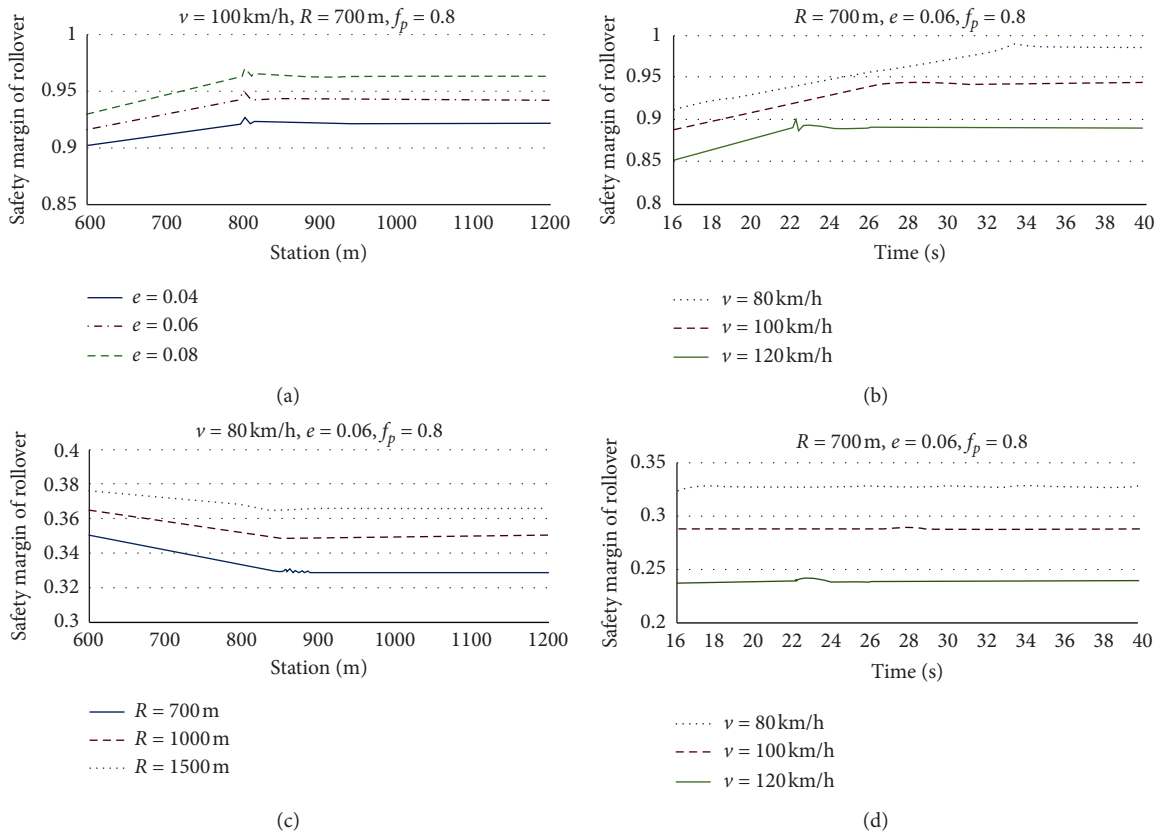 v = 100 km/h, R = 700 m, f_p = 0.8
Safety margin of rollover
1
0.95
0.9
0.85
600 700 800 900 1000 1100 1200
Station (m)
e = 0.04
e = 0.06
e = 0.08
(a)
R = 700 m, e = 0.06, f_p = 0.8
Safety margin of rollover
1
0.95
0.9
0.85
0.8
16 18 20 22 24 26 28 30 32 34 36 38 40
Time (s)
v = 80 km/h
v = 100 km/h
v = 120 km/h
(b)
v = 80 km/h, e = 0.06, f_p = 0.8
Safety margin of rollover
0.4
0.38
0.36
0.34
0.32
0.3
600 700 800 900 1000 1100 1200
Station (m)
R = 700 m
R = 1000 m
R = 1500 m
(c)
R = 700 m, e = 0.06, f_p = 0.8
Safety margin of rollover
0.35
0.3
0.25
0.2
16 18 20 22 24 26 28 30 32 34 36 38 40
Time (s)
v = 80 km/h
v = 100 km/h
v = 120 km/h
(d)